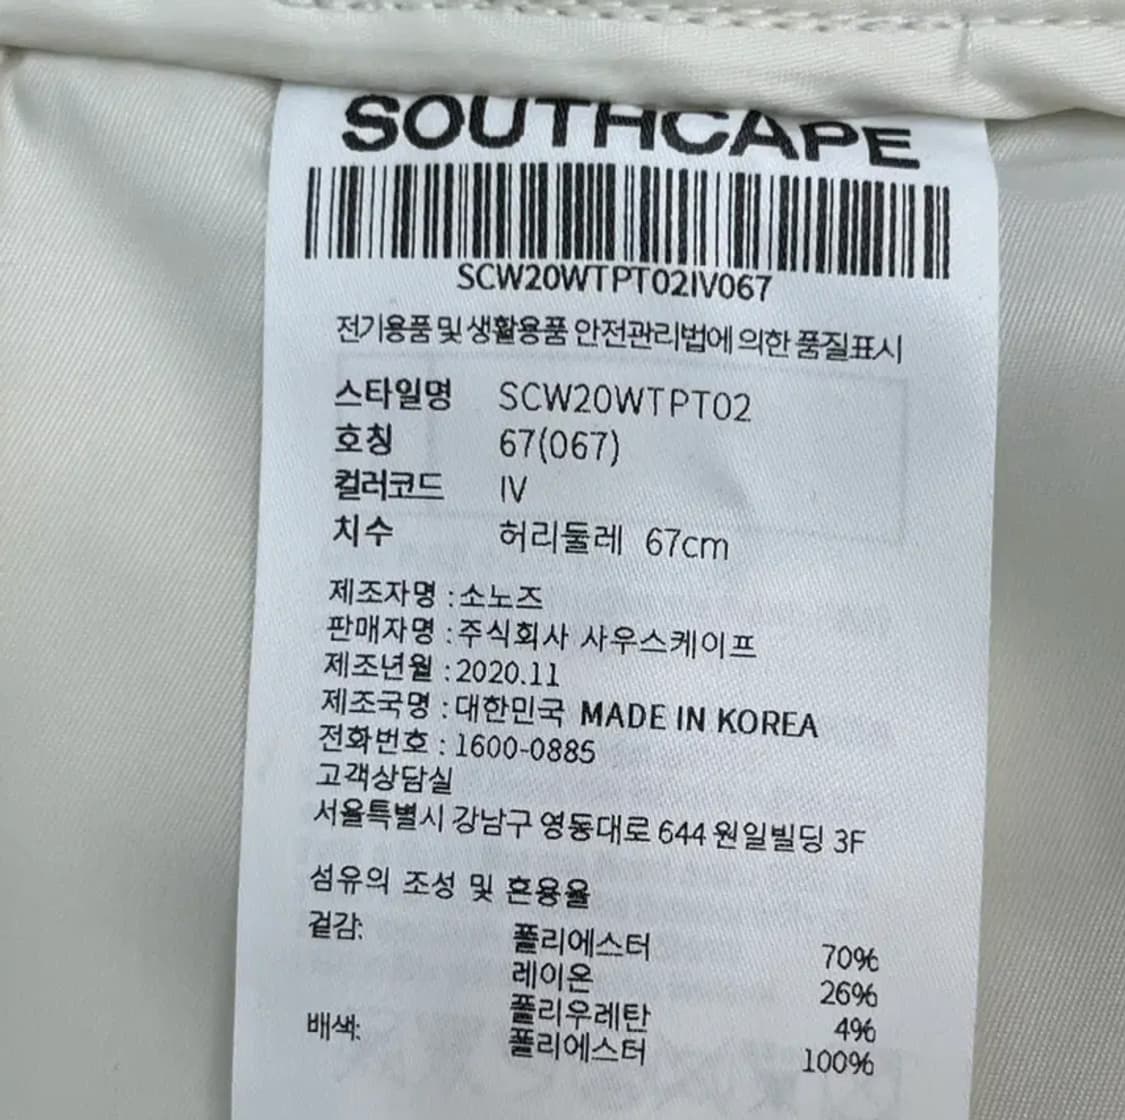 SOUTHCAPE
SCW20WTPT02IV067
전기용품 및 생활용품 안전관리법에 의한 품질표시
스타일명 SCW20WTPT02
호칭 67(067)
컬러코드 IV
치수 허리둘레 67cm
제조자명 : 소노즈
판매자명 : 주식회사 사우스케이프
제조년월 : 2020.11
제조국명 : 대한민국 MADE IN KOREA
전화번호 : 1600-0885
고객상담실
서울특별시 강남구 영동대로 644 원일빌딩 3F
섬유의 조성 및 혼용율
겉감: 폴리에스터 70%
레이온 26%
폴리우레탄 4%
배색: 폴리에스터 100%